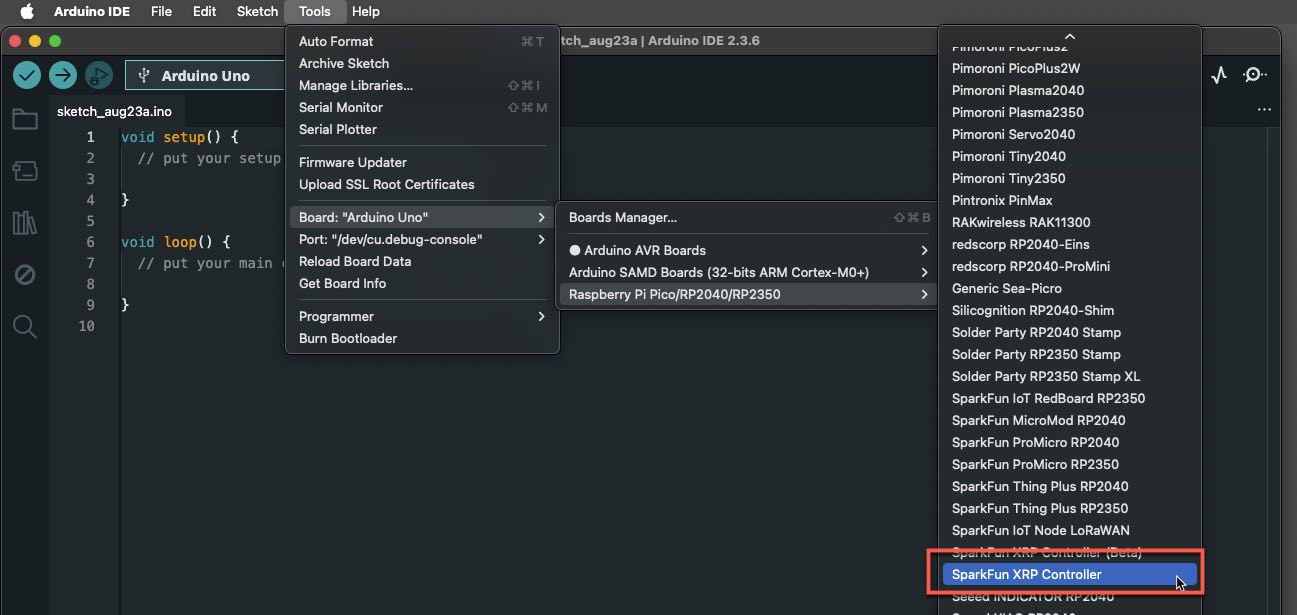 Arduino IDE File Edit Sketch Tools Help
tch_aug23a | Arduino IDE 2.3.6
Arduino Uno
sketch_aug23a.ino
1 void setup() {
2 // put your setup
3
4 }
5
6 void loop() {
7 // put your main
8
9 }
10
Auto Format ⌘ T
Archive Sketch
Manage Libraries... ⇧ ⌘ I
Serial Monitor ⇧ ⌘ M
Serial Plotter
Firmware Updater
Upload SSL Root Certificates
Board: "Arduino Uno"
Port: "/dev/cu.debug-console"
Reload Board Data
Get Board Info
Programmer
Burn Bootloader
Boards Manager... ⇧ ⌘ B
Arduino AVR Boards
Arduino SAMD Boards (32-bits ARM Cortex-M0+)
Raspberry Pi Pico/RP2040/RP2350
Pimoroni PicoPlus2
Pimoroni PicoPlus2W
Pimoroni Plasma2040
Pimoroni Plasma2350
Pimoroni Servo2040
Pimoroni Tiny2040
Pimoroni Tiny2350
Pintronix PinMax
RAKwireless RAK11300
redscorp RP2040-Eins
redscorp RP2040-ProMini
Generic Sea-Picro
Silicognition RP2040-Shim
Solder Party RP2040 Stamp
Solder Party RP2350 Stamp
Solder Party RP2350 Stamp XL
SparkFun IoT RedBoard RP2350
SparkFun MicroMod RP2040
SparkFun ProMicro RP2040
SparkFun ProMicro RP2350
SparkFun Thing Plus RP2040
SparkFun Thing Plus RP2350
SparkFun IoT Node LoRaWAN
SparkFun XRP Controller (Beta)
SparkFun XRP Controller
Seeed INDICATOR RP2040